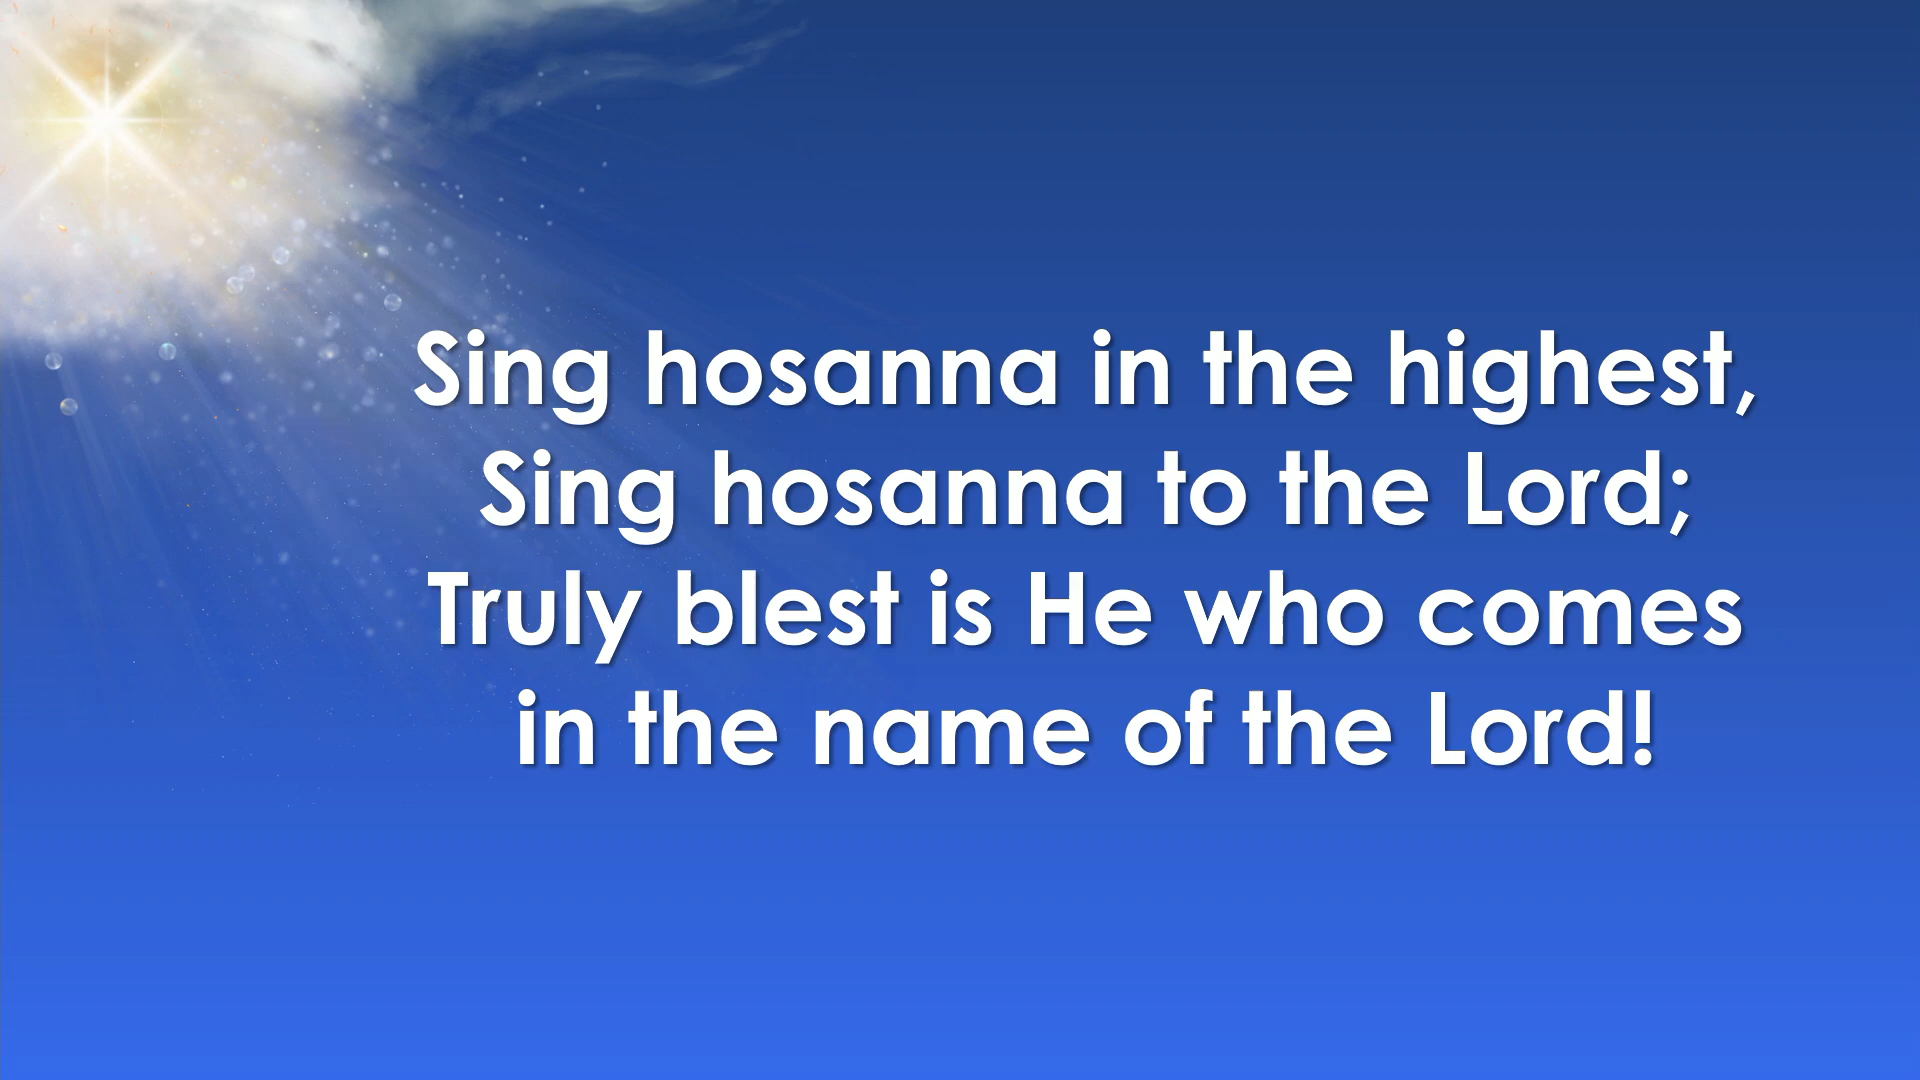 Sing hosanna in the highest,
Sing hosanna to the Lord;
Truly blest is He who comes
in the name of the Lord!